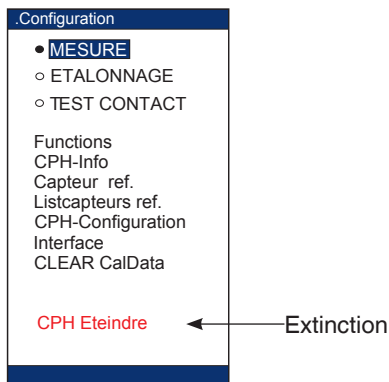 .Configuration
MESURE
ETALONNAGE
TEST CONTACT
Functions
CPH-Info
Capteur ref.
Listcapteurs ref.
CPH-Configuration
Interface
CLEAR CalData
CPH Eteindre
Extinction